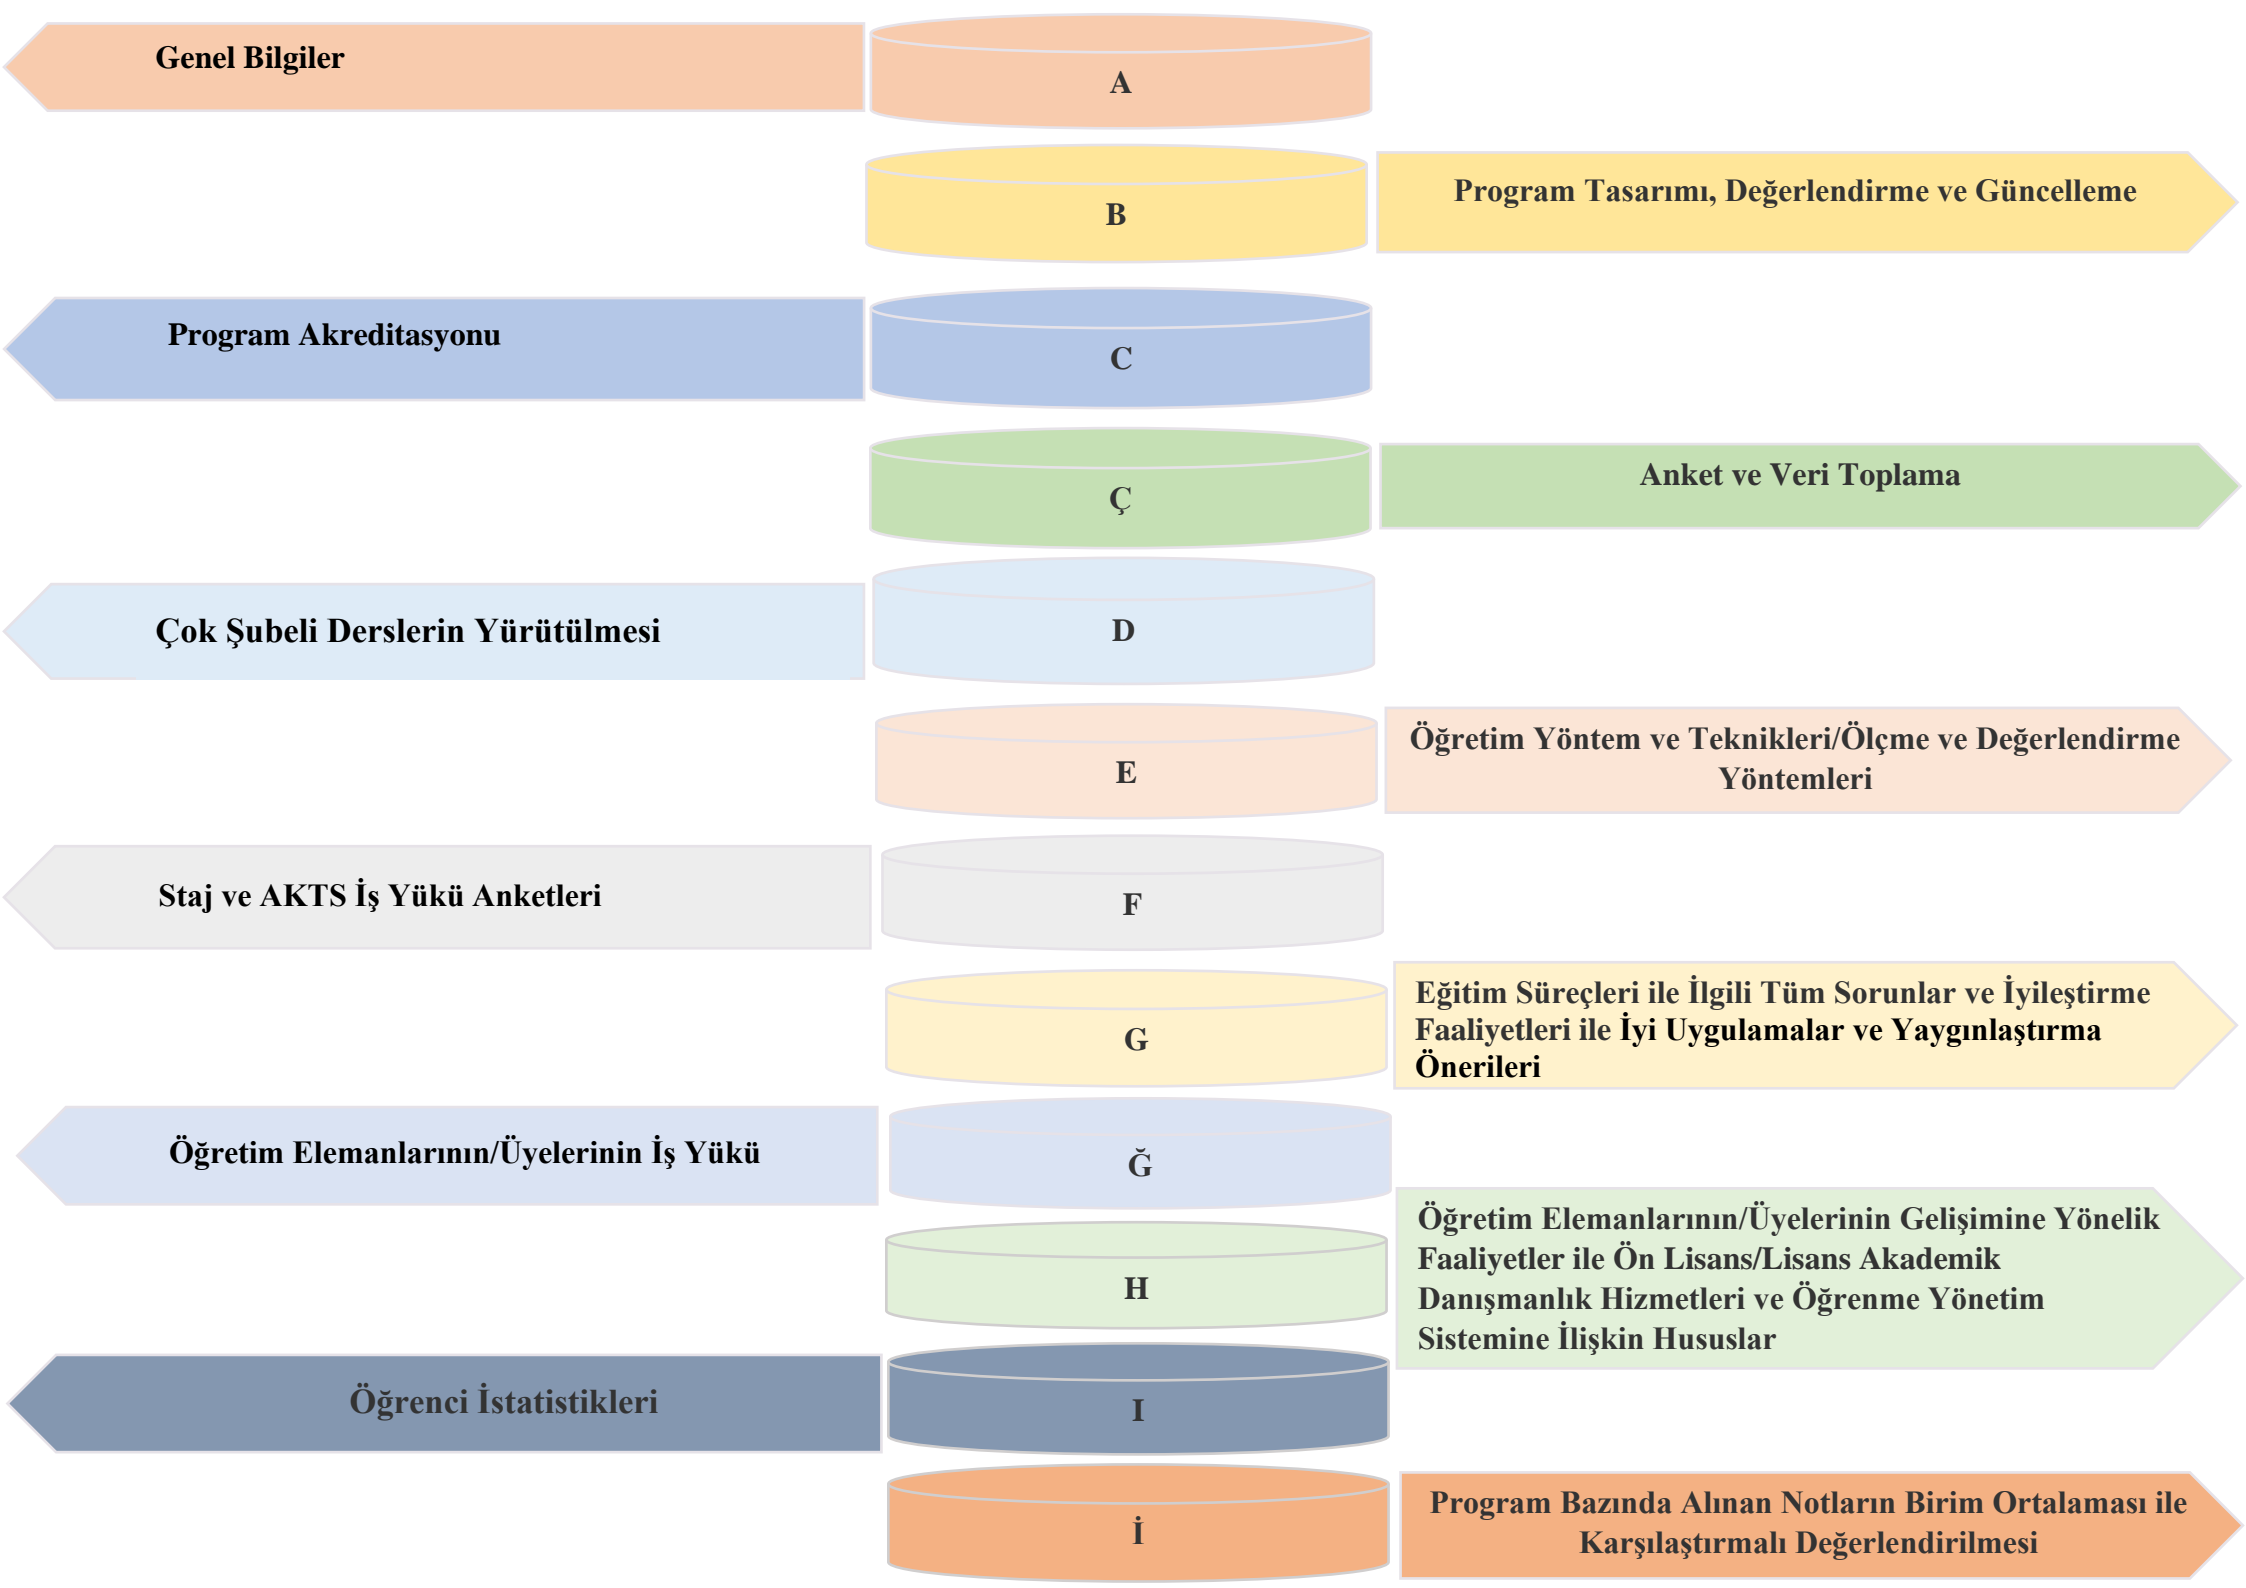 Genel Bilgiler
A
B
Program Tasarımı, Değerlendirme ve Güncelleme
Program Akreditasyonu
C
Ç
Anket ve Veri Toplama
Çok Şubeli Derslerin Yürütülmesi
D
E
Öğretim Yöntem ve Teknikleri/Ölçme ve Değerlendirme
Yöntemleri
Staj ve AKTS İş Yükü Anketleri
F
G
Eğitim Süreçleri ile İlgili Tüm Sorunlar ve İyileştirme
Faaliyetleri ile İyi Uygulamalar ve Yaygınlaştırma
Önerileri
Öğretim Elemanlarının/Üyelerinin İş Yükü
Ğ
H
Öğretim Elemanlarının/Üyelerinin Gelişimine Yönelik
Faaliyetler ile Ön Lisans/Lisans Akademik
Danışmanlık Hizmetleri ve Öğrenme Yönetim
Sistemine İlişkin Hususlar
Öğrenci İstatistikleri
I
İ
Program Bazında Alınan Notların Birim Ortalaması ile
Karşılaştırmalı Değerlendirilmesi